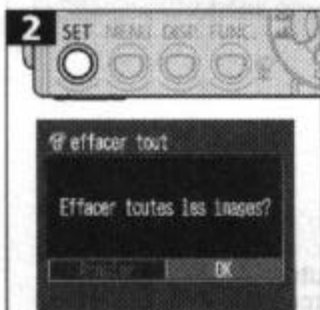 2
SET MENU DISP. FUNC.
effacer tout
Effacer toutes les images?
OK